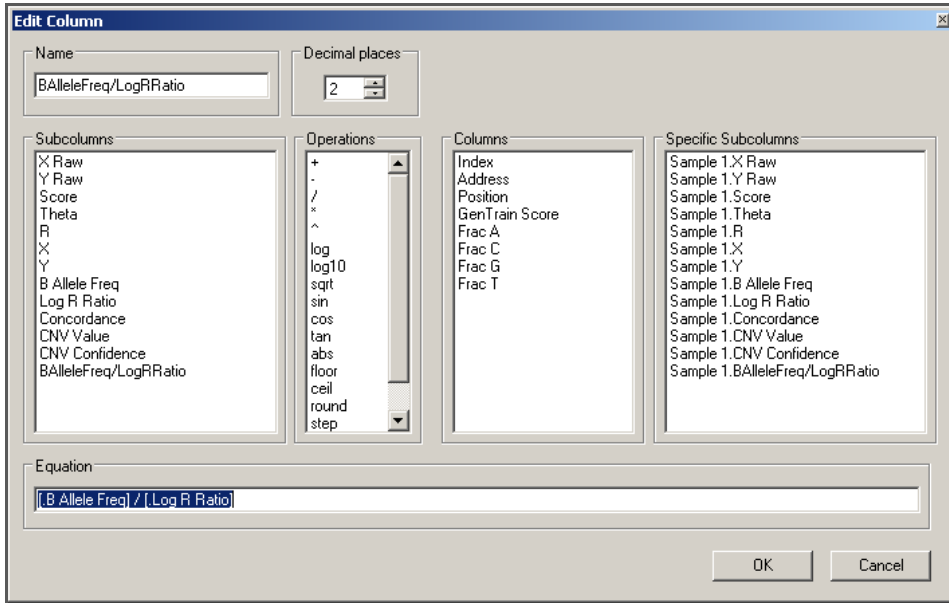 Edit Column
Name
BAlleleFreq/LogRRatio
Decimal places
2
Subcolumns
X Raw
Y Raw
Score
Theta
R
X
Y
B Allele Freq
Log R Ratio
Concordance
CNV Value
CNV Confidence
BAlleleFreq/LogRRatio
Operations
+
-
/
*
^
log
log10
sqrt
sin
cos
tan
abs
floor
ceil
round
step
Columns
Index
Address
Position
GenTrain Score
Frac A
Frac C
Frac G
Frac T
Specific Subcolumns
Sample 1.X Raw
Sample 1.Y Raw
Sample 1.Score
Sample 1.Theta
Sample 1.R
Sample 1.X
Sample 1.Y
Sample 1.B Allele Freq
Sample 1.Log R Ratio
Sample 1.Concordance
Sample 1.CNV Value
Sample 1.CNV Confidence
Sample 1.BAlleleFreq/LogRRatio
Equation
[.B Allele Freq] / [.Log R Ratio]
OK
Cancel